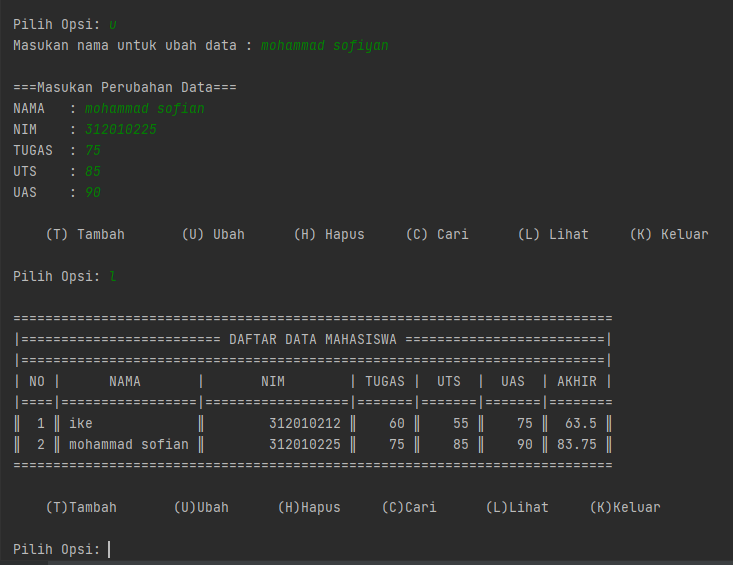 Pilih Opsi: u
Masukan nama untuk ubah data : mohammad sofiyan
===Masukan Perubahan Data===
NAMA   : mohammad sofian
NIM    : 312010225
TUGAS  : 75
UTS    : 85
UAS    : 90
(T) Tambah       (U) Ubah      (H) Hapus     (C) Cari      (L) Lihat     (K) Keluar
Pilih Opsi: l
===========================================================================
|========================= DAFTAR DATA MAHASISWA =========================|
|=========================================================================|
| NO |      NAMA       |       NIM        | TUGAS |  UTS  |  UAS  | AKHIR |
|====|=================|==================|=======|=======|=======|========
║  1 ║ ike             ║        312010212 ║    60 ║    55 ║    75 ║  63.5 ║
║  2 ║ mohammad sofian ║        312010225 ║    75 ║    85 ║    90 ║ 83.75 ║
===========================================================================
(T)Tambah       (U)Ubah      (H)Hapus     (C)Cari      (L)Lihat     (K)Keluar
Pilih Opsi: